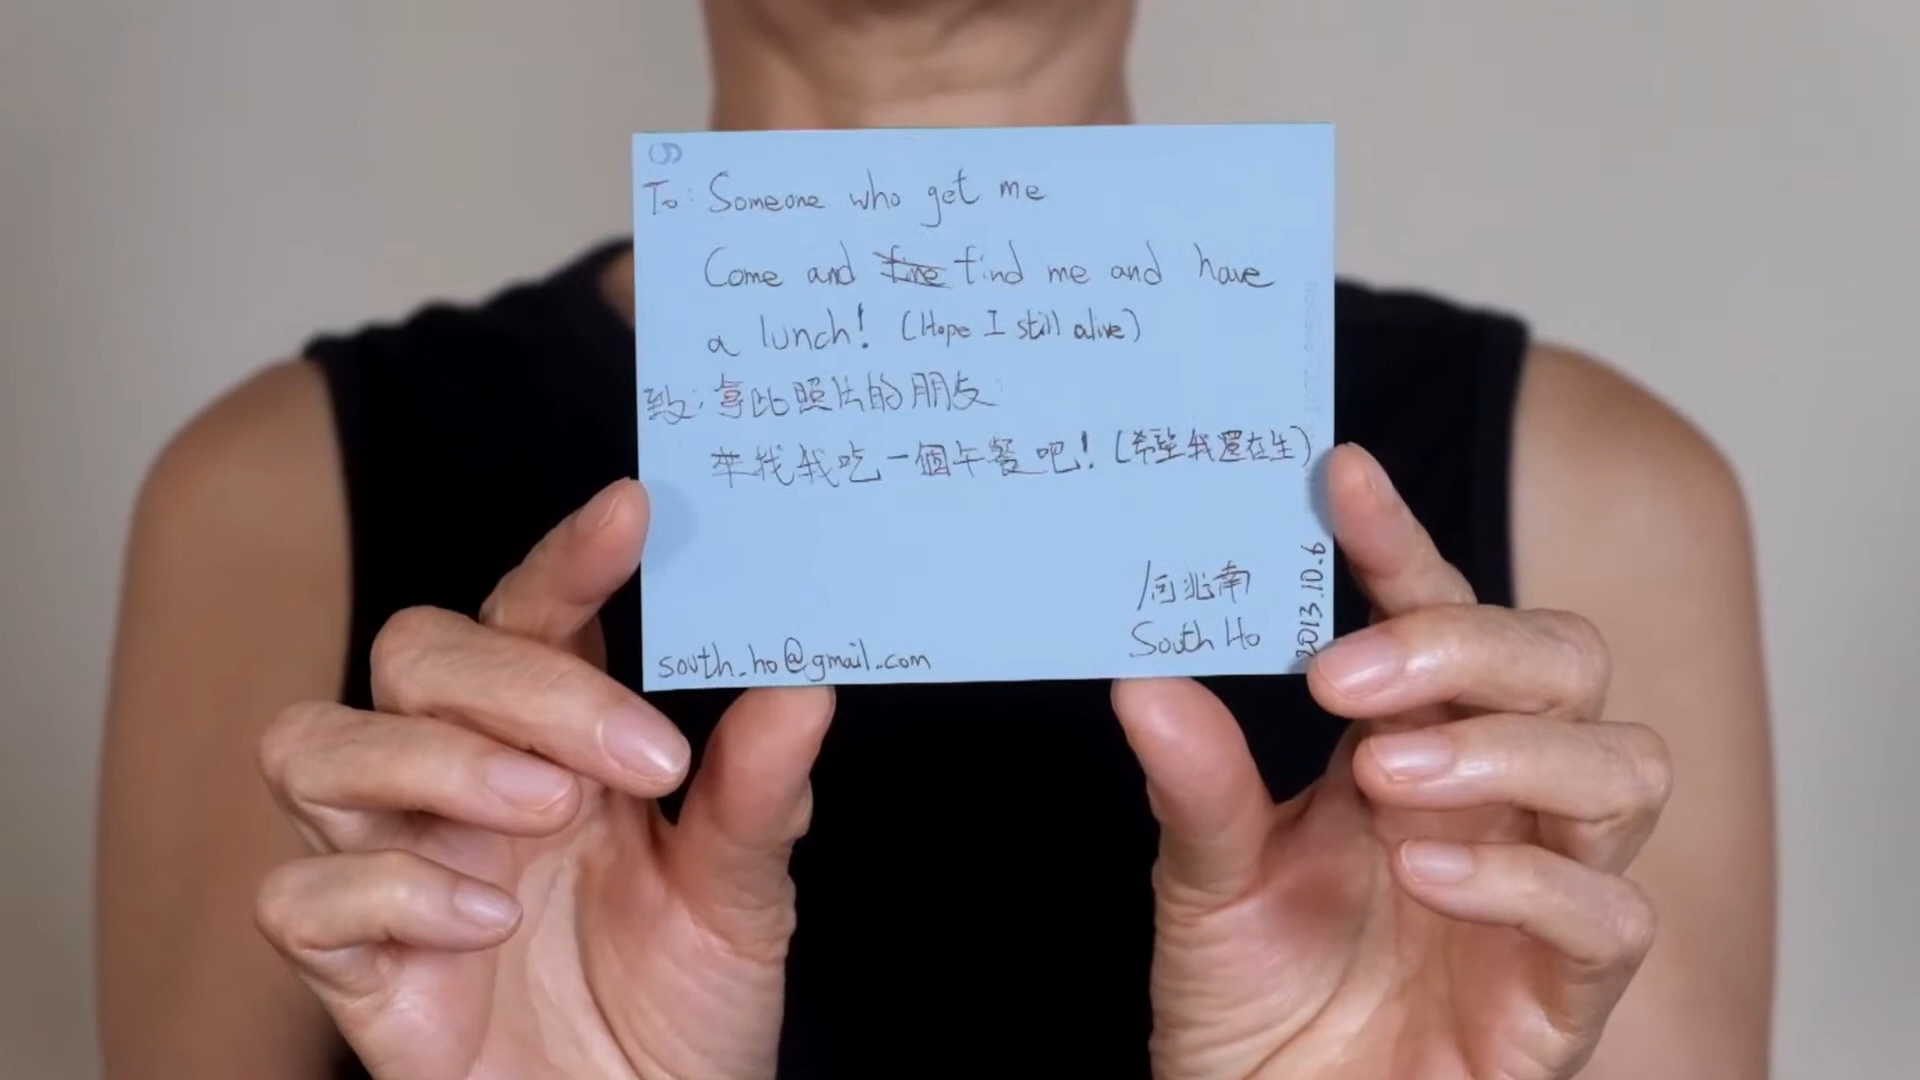 To: Someone who get me
Come and fine find me and have
a lunch! (Hope I still alive)
致: 拿此照片的朋友:
來找我吃一個午餐吧! (希望我還在生)
何兆南
South Ho
south_ho@gmail.com
2013.10.6